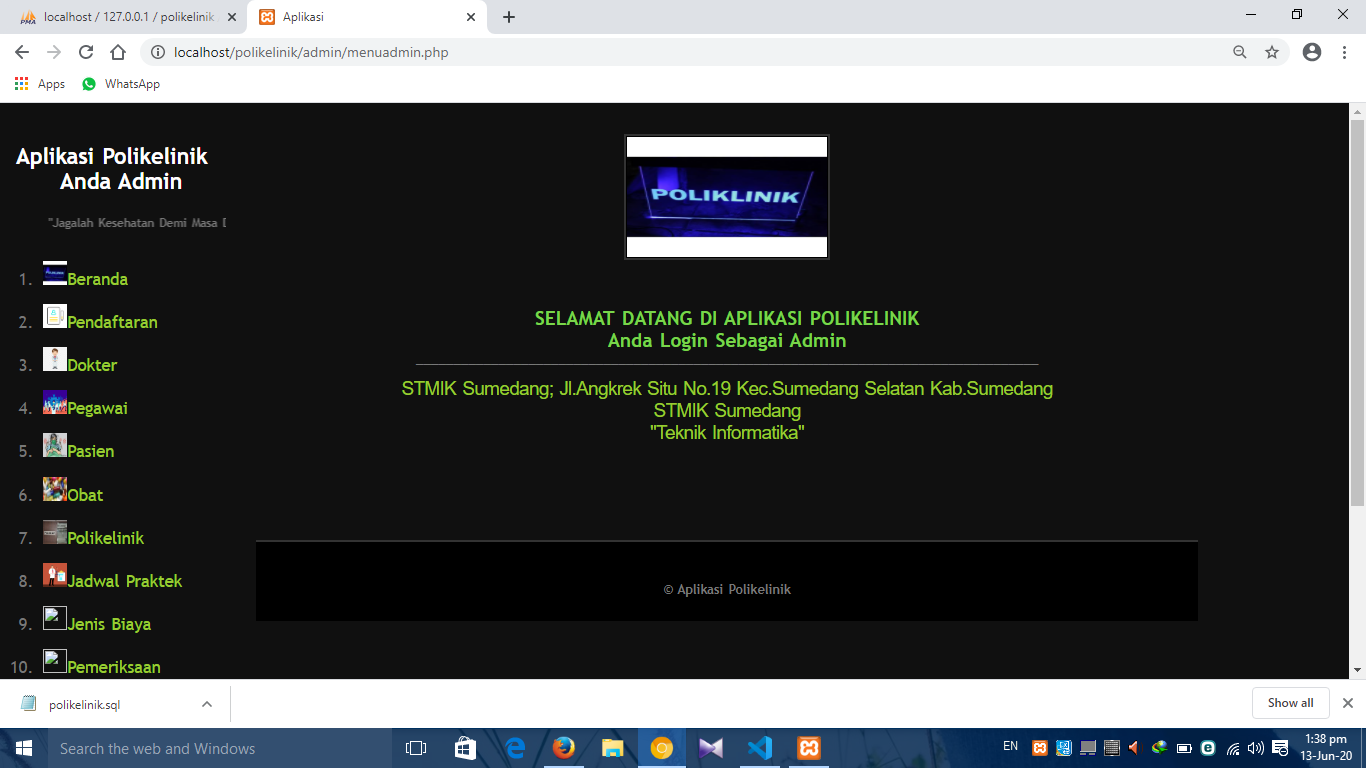 localhost / 127.0.0.1 / polikelinik
Aplikasi
localhost/polikelinik/admin/menuadmin.php
Apps
WhatsApp
Aplikasi Polikelinik
Anda Admin
"Jagalah Kesehatan Demi Masa D
1. Beranda
2. Pendaftaran
3. Dokter
4. Pegawai
5. Pasien
6. Obat
7. Polikelinik
8. Jadwal Praktek
9. Jenis Biaya
10. Pemeriksaan
POLIKLINIK
SELAMAT DATANG DI APLIKASI POLIKELINIK
Anda Login Sebagai Admin
STMIK Sumedang; Jl.Angkrek Situ No.19 Kec.Sumedang Selatan Kab.Sumedang
STMIK Sumedang
"Teknik Informatika"
© Aplikasi Polikelinik
polikelinik.sql
Show all
Search the web and Windows
EN
1:38 pm
13-Jun-20